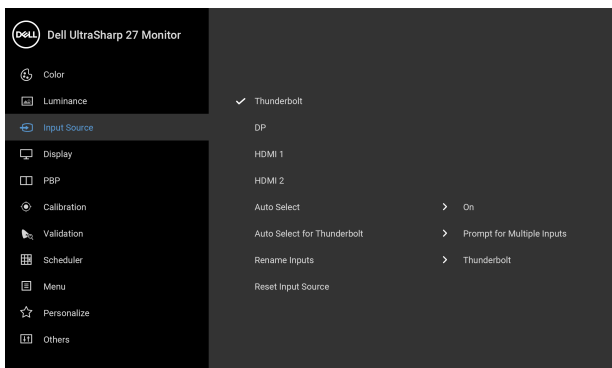 DELL Dell UltraSharp 27 Monitor
Color
Luminance
Thunderbolt
Input Source
DP
Display
HDMI 1
PBP
HDMI 2
Calibration
Auto Select
On
Validation
Auto Select for Thunderbolt
Prompt for Multiple Inputs
Scheduler
Rename Inputs
Thunderbolt
Menu
Reset Input Source
Personalize
Others